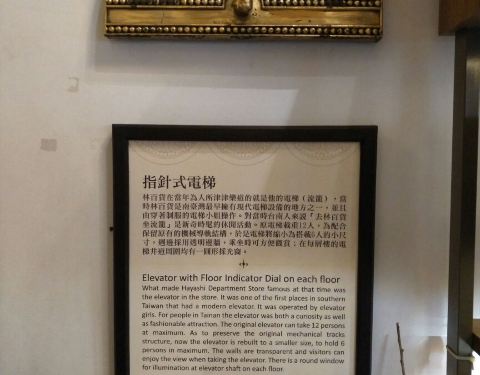 指針式電梯
林百貨在當年為人所津津樂道的就是他的電梯（流籠），當
時林百貨是南臺灣最早擁有現代電梯設備的地方之一，並且
由穿著制服的電梯小姐操作。對當時台南人來説「去林百貨
坐流籠」是新奇時髦的休閒活動。原電梯載重12人，為配合
保留原有的機械導軌結構，於是電梯將縮小為搭載6人的小尺
寸，週邊採用透明邊牆，乘坐時可方便觀賞；在每層樓的電
梯井道周圍均有一圓形採光窗。
Elevator with Floor Indicator Dial on each floor
What made Hayashi Department Store famous at that time was
the elevator in the store. It was one of the first places in southern
Taiwan that had a modern elevator. It was operated by elevator
girls. For people in Tainan the elevator was both a curiosity as well
as fashionable attraction. The original elevator can take 12 persons
at maximum. As to preserve the original mechanical tracks
structure, now the elevator is rebuilt to a smaller size, to hold 6
persons in maximum. The walls are transparent and visitors can
enjoy the view when taking the elevator. There is a round window
for illumination at elevator shaft on each floor.